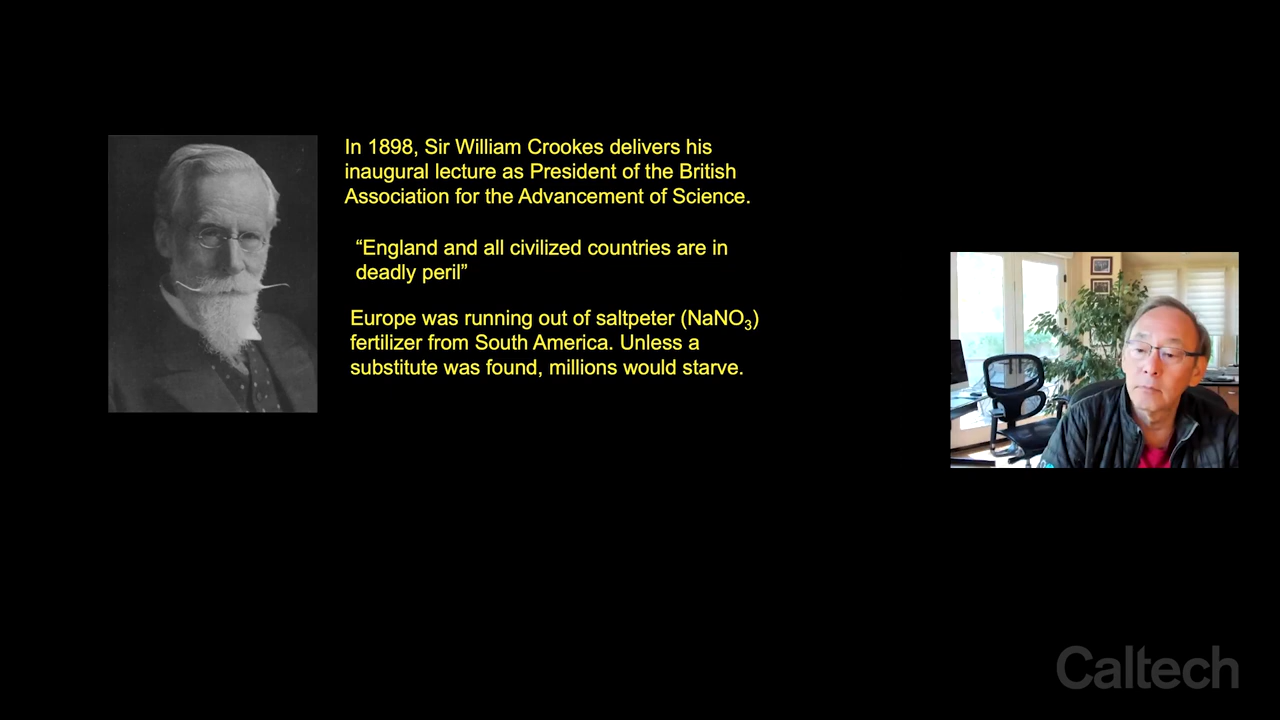 In 1898, Sir William Crookes delivers his
inaugural lecture as President of the British
Association for the Advancement of Science.
“England and all civilized countries are in
deadly peril”
Europe was running out of saltpeter (NaNO₃)
fertilizer from South America. Unless a
substitute was found, millions would starve.
Caltech